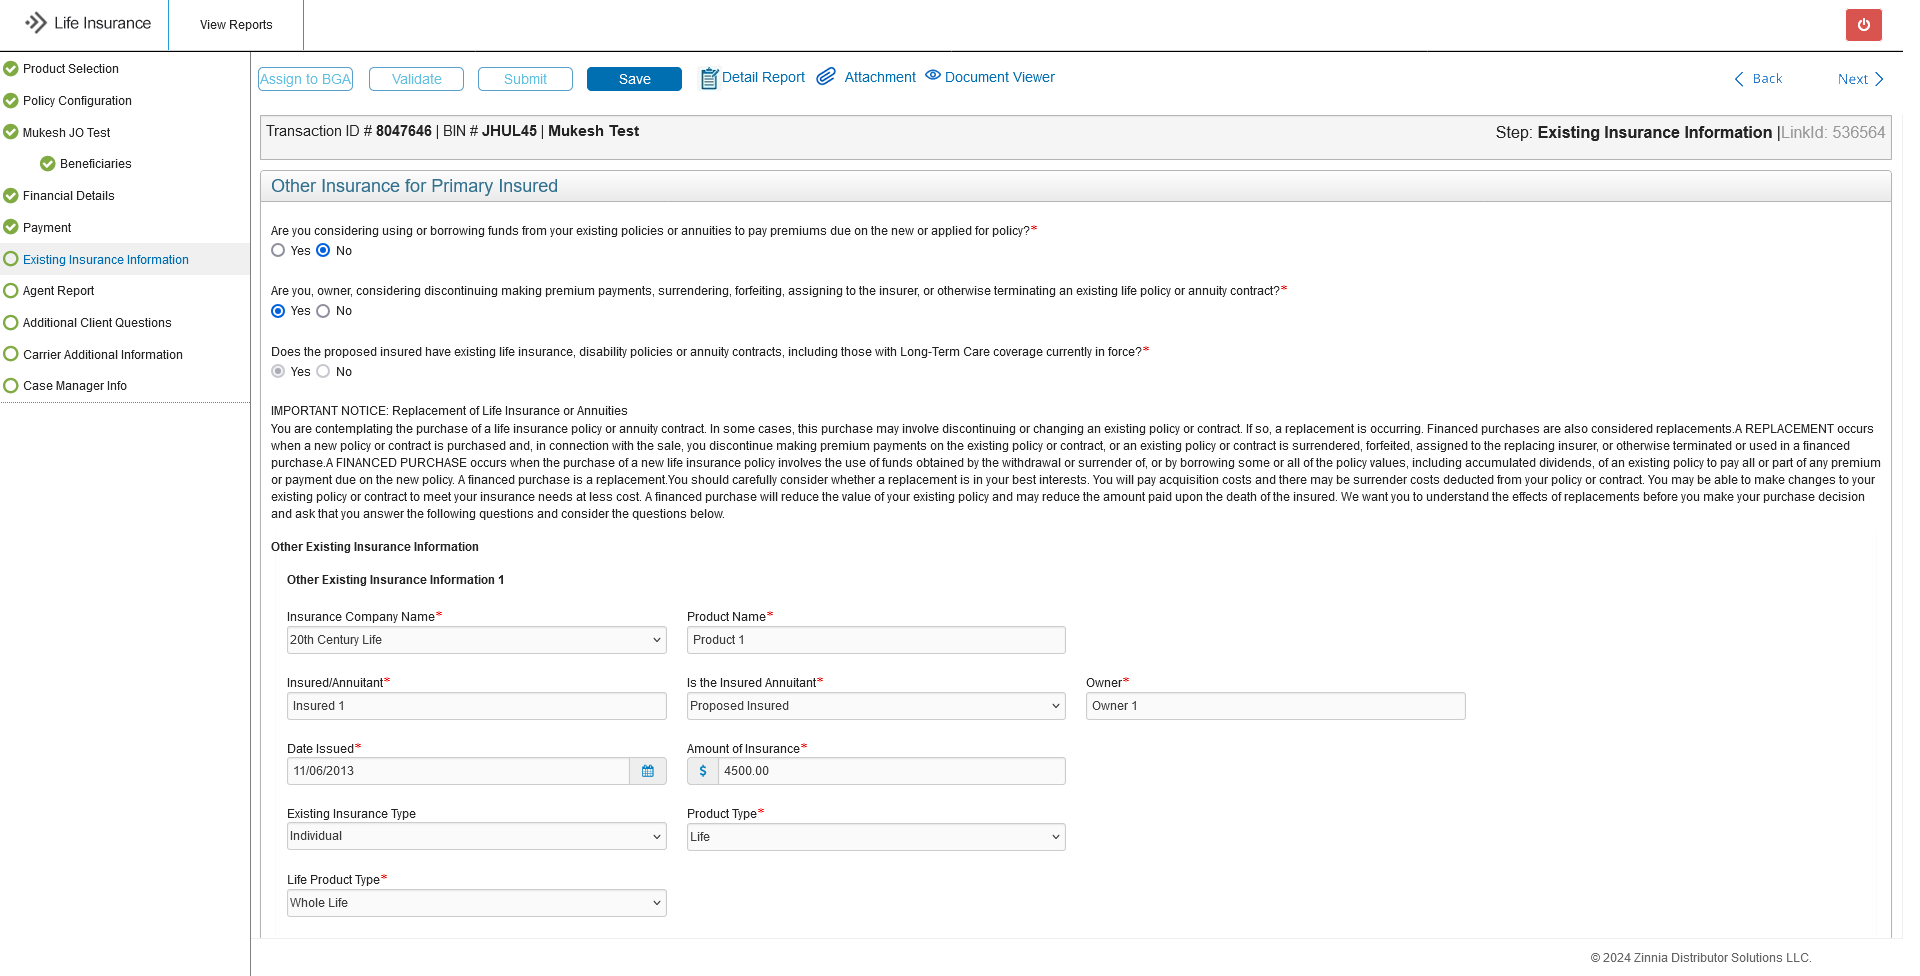 Life Insurance
View Reports
Product Selection
Policy Configuration
Mukesh JO Test
Beneficiaries
Financial Details
Payment
Existing Insurance Information
Agent Report
Additional Client Questions
Carrier Additional Information
Case Manager Info
Assign to BGA
Validate
Submit
Save
Detail Report
Attachment
Document Viewer
Back
Next
Transaction ID # 8047646 | BIN # JHUL45 | Mukesh Test
Step: Existing Insurance Information |LinkId: 536564
Other Insurance for Primary Insured
Are you considering using or borrowing funds from your existing policies or annuities to pay premiums due on the new or applied for policy?*
Yes No
Are you, owner, considering discontinuing making premium payments, surrendering, forfeiting, assigning to the insurer, or otherwise terminating an existing life policy or annuity contract?*
Yes No
Does the proposed insured have existing life insurance, disability policies or annuity contracts, including those with Long-Term Care coverage currently in force?*
Yes No
IMPORTANT NOTICE: Replacement of Life Insurance or Annuities
You are contemplating the purchase of a life insurance policy or annuity contract. In some cases, this purchase may involve discontinuing or changing an existing policy or contract. If so, a replacement is occurring. Financed purchases are also considered replacements.A REPLACEMENT occurs
when a new policy or contract is purchased and, in connection with the sale, you discontinue making premium payments on the existing policy or contract, or an existing policy or contract is surrendered, forfeited, assigned to the replacing insurer, or otherwise terminated or used in a financed
purchase.A FINANCED PURCHASE occurs when the purchase of a new life insurance policy involves the use of funds obtained by the withdrawal or surrender of, or by borrowing some or all of the policy values, including accumulated dividends, of an existing policy to pay all or part of any premium
or payment due on the new policy. A financed purchase is a replacement.You should carefully consider whether a replacement is in your best interests. You will pay acquisition costs and there may be surrender costs deducted from your policy or contract. You may be able to make changes to your
existing policy or contract to meet your insurance needs at less cost. A financed purchase will reduce the value of your existing policy and may reduce the amount paid upon the death of the insured. We want you to understand the effects of replacements before you make your purchase decision
and ask that you answer the following questions and consider the questions below.
Other Existing Insurance Information
Other Existing Insurance Information 1
Insurance Company Name*
20th Century Life
Product Name*
Product 1
Insured/Annuitant*
Insured 1
Is the Insured Annuitant*
Proposed Insured
Owner*
Owner 1
Date Issued*
11/06/2013
Amount of Insurance*
$ 4500.00
Existing Insurance Type
Individual
Product Type*
Life
Life Product Type*
Whole Life
© 2024 Zinnia Distributor Solutions LLC.